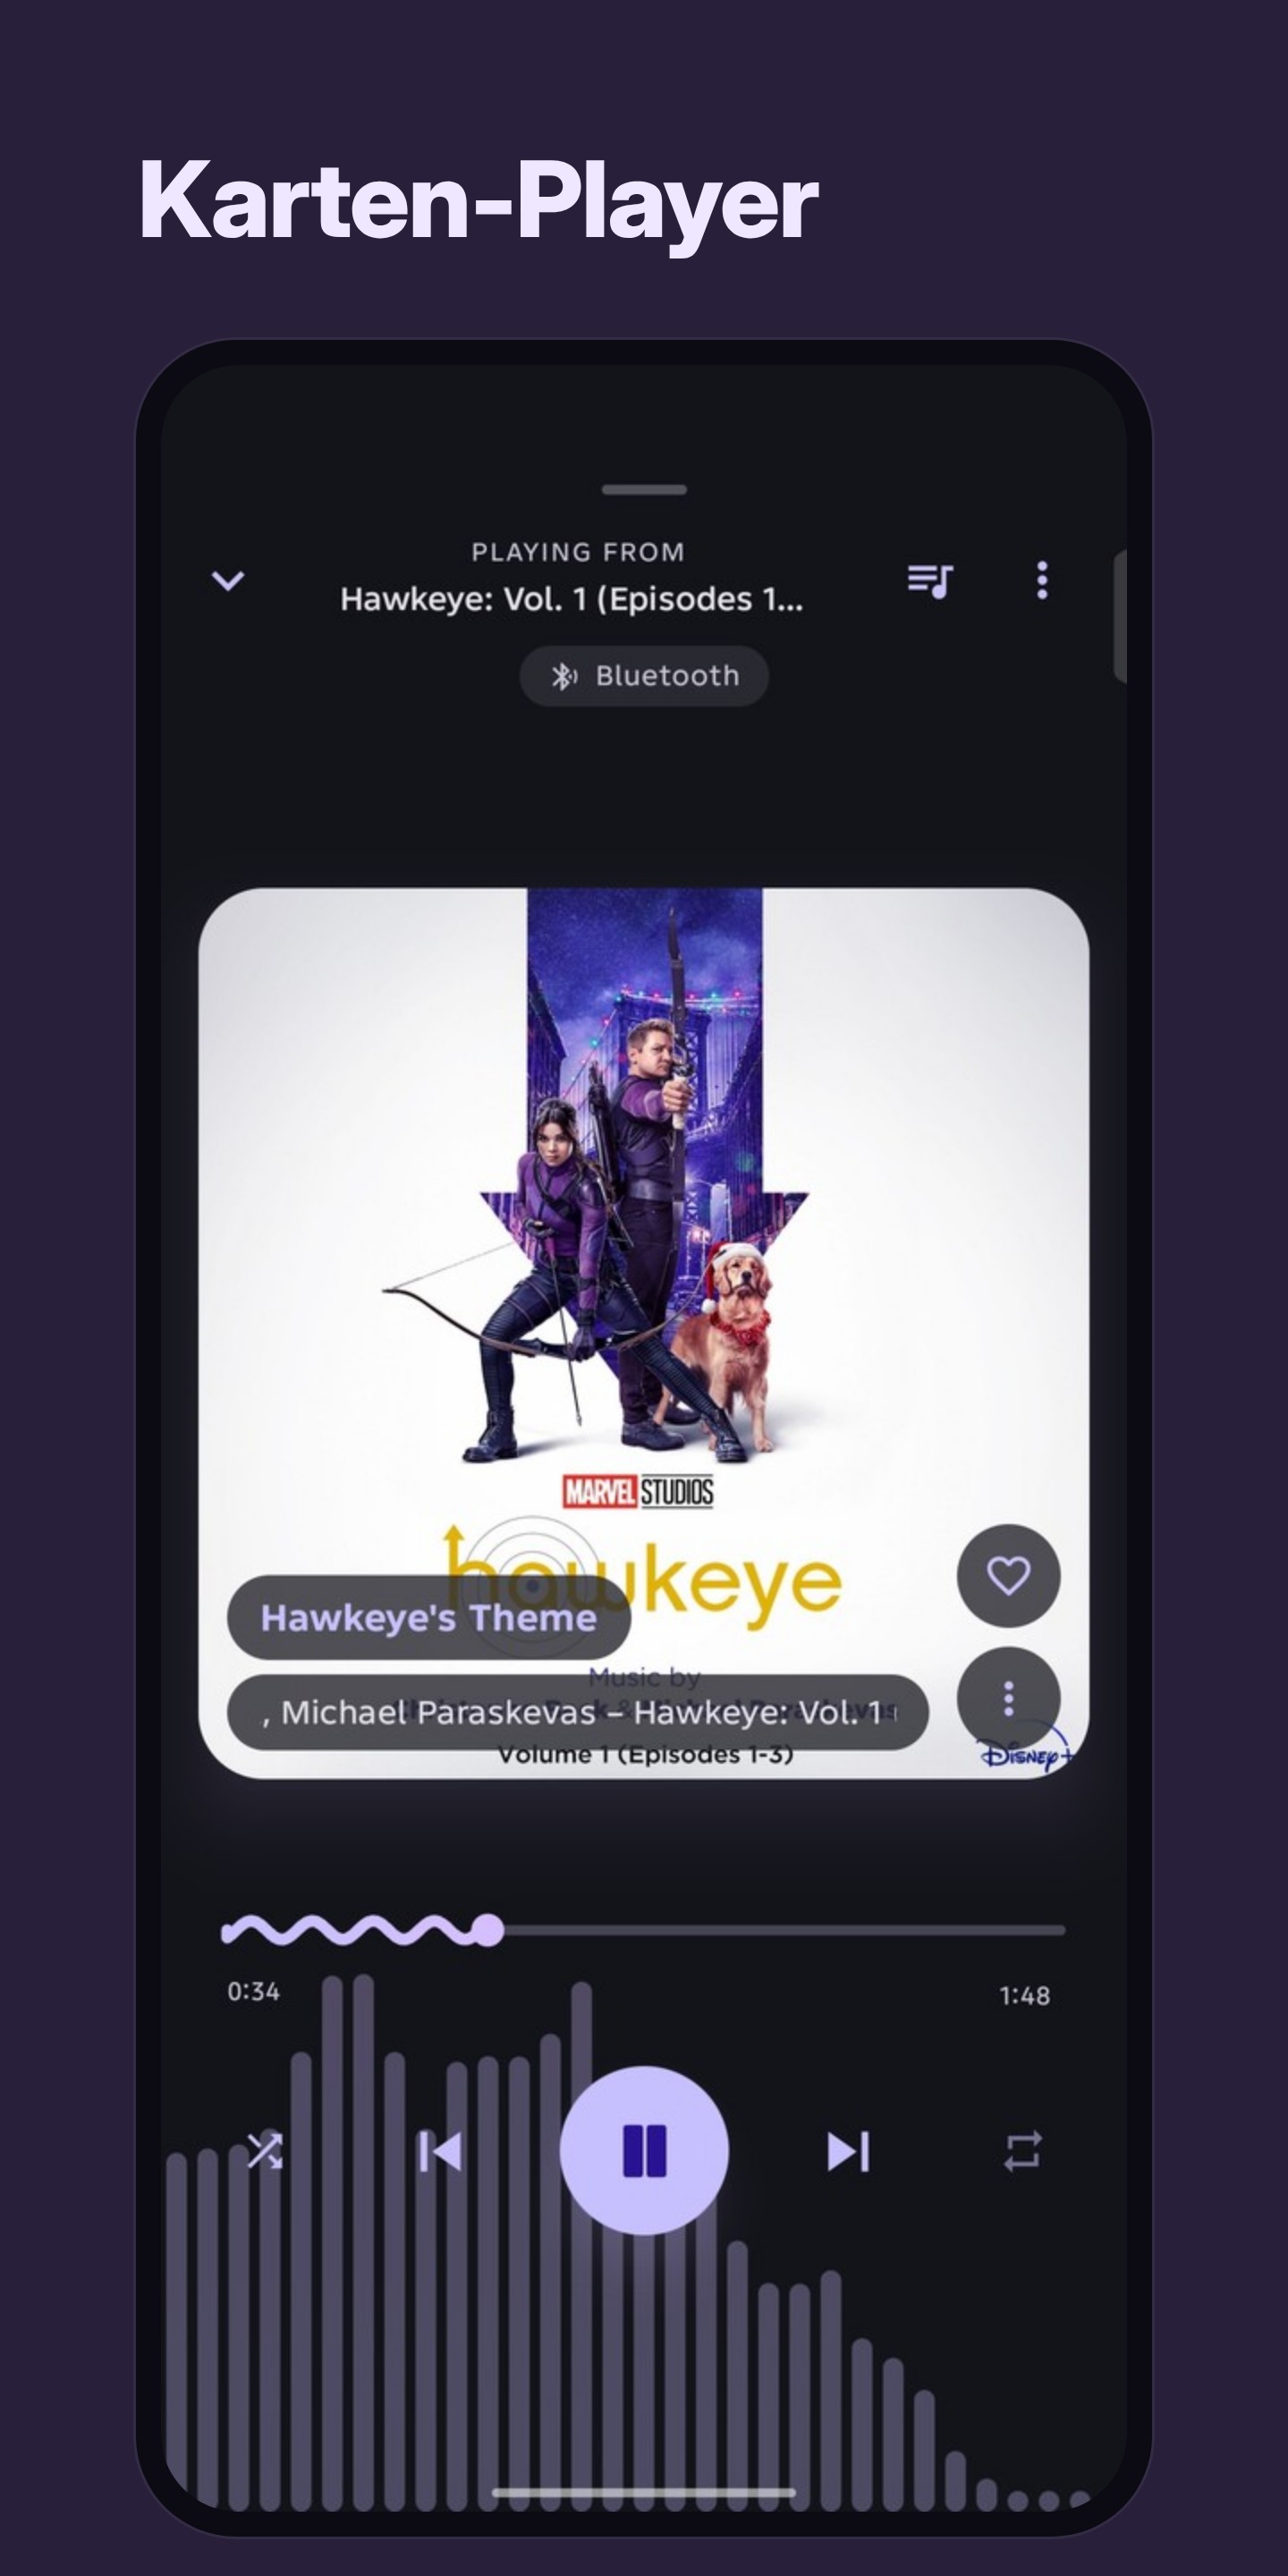 Karten-Player
PLAYING FROM
Hawkeye: Vol. 1 (Episodes 1...
Bluetooth
MARVEL STUDIOS
hawkeye
Hawkeye's Theme
Music by
, Michael Paraskevas – Hawkeye: Vol. 1
Volume 1 (Episodes 1-3)
Disney+
0:34
1:48